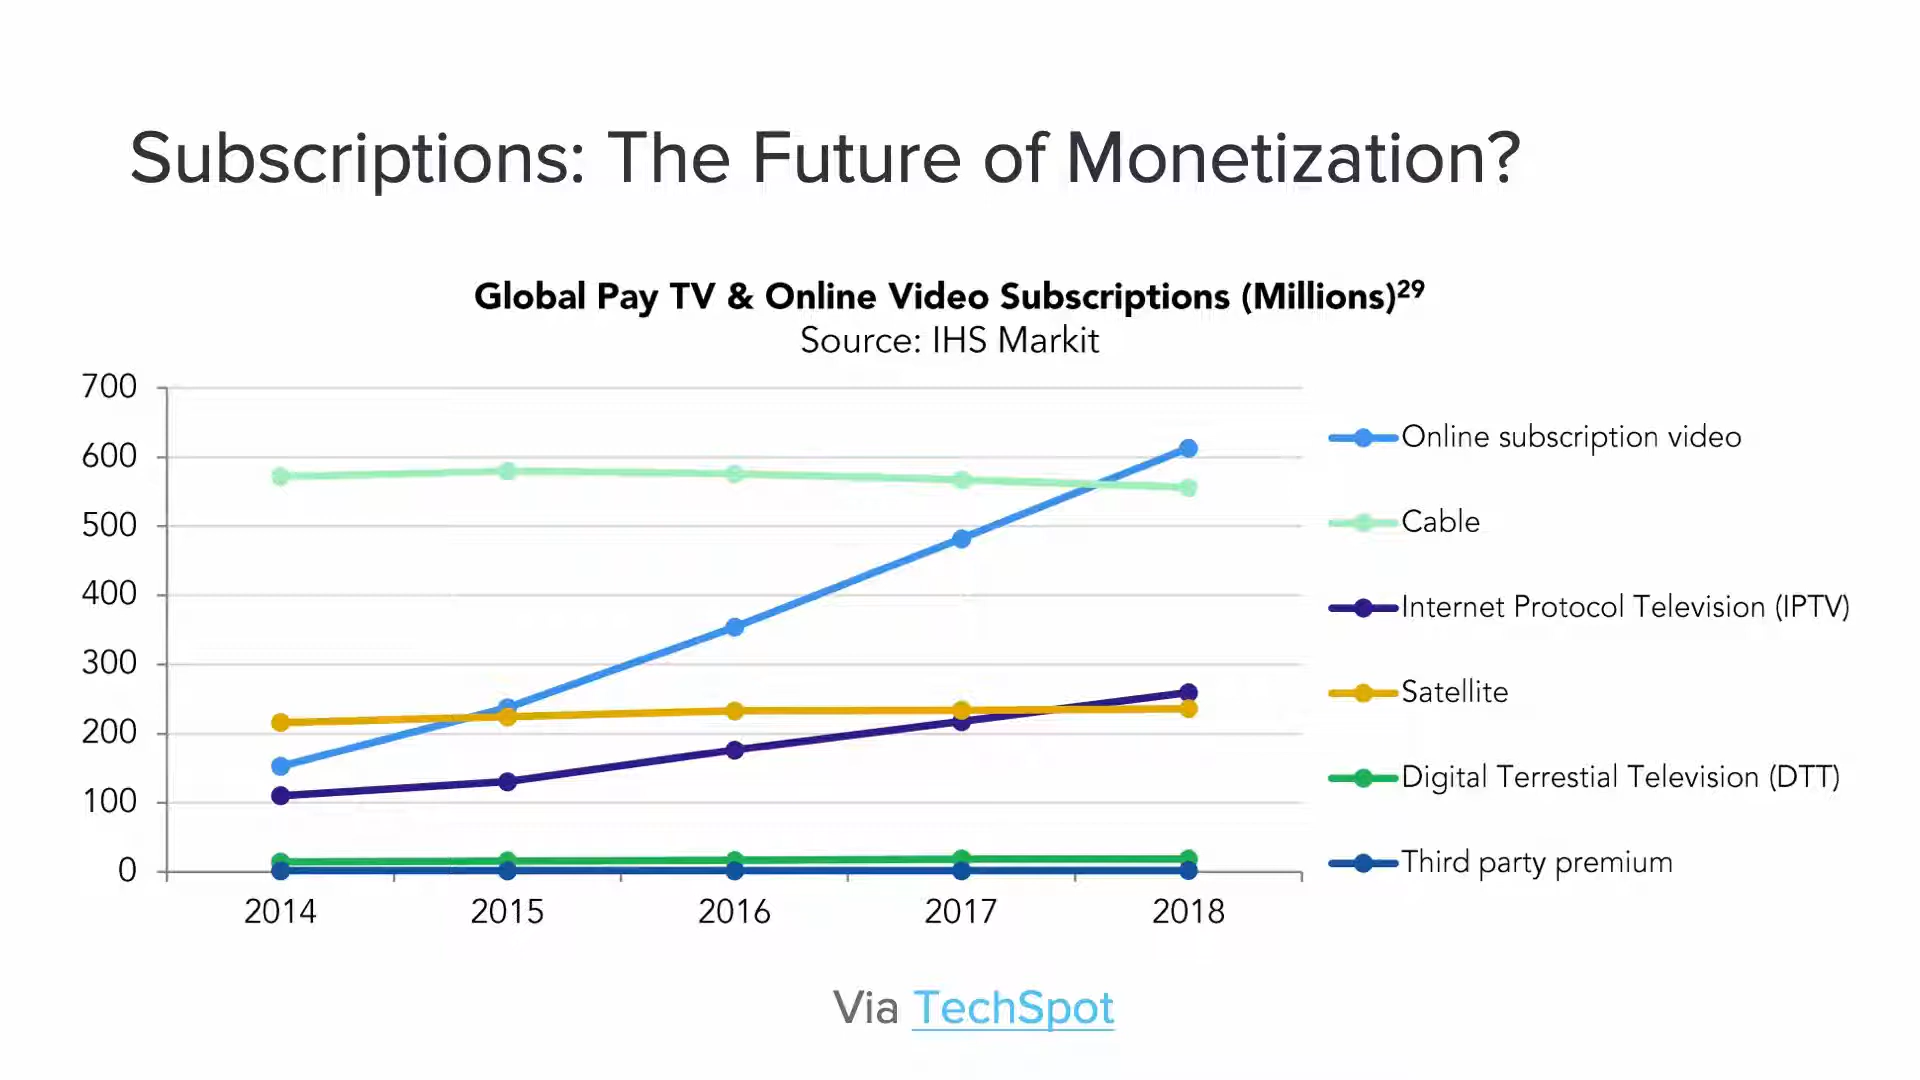 Subscriptions: The Future of Monetization?
Global Pay TV & Online Video Subscriptions (Millions)²⁹
Source: IHS Markit
700
600
500
400
300
200
100
0
2014 2015 2016 2017 2018
Online subscription video
Cable
Internet Protocol Television (IPTV)
Satellite
Digital Terrestial Television (DTT)
Third party premium
Via TechSpot